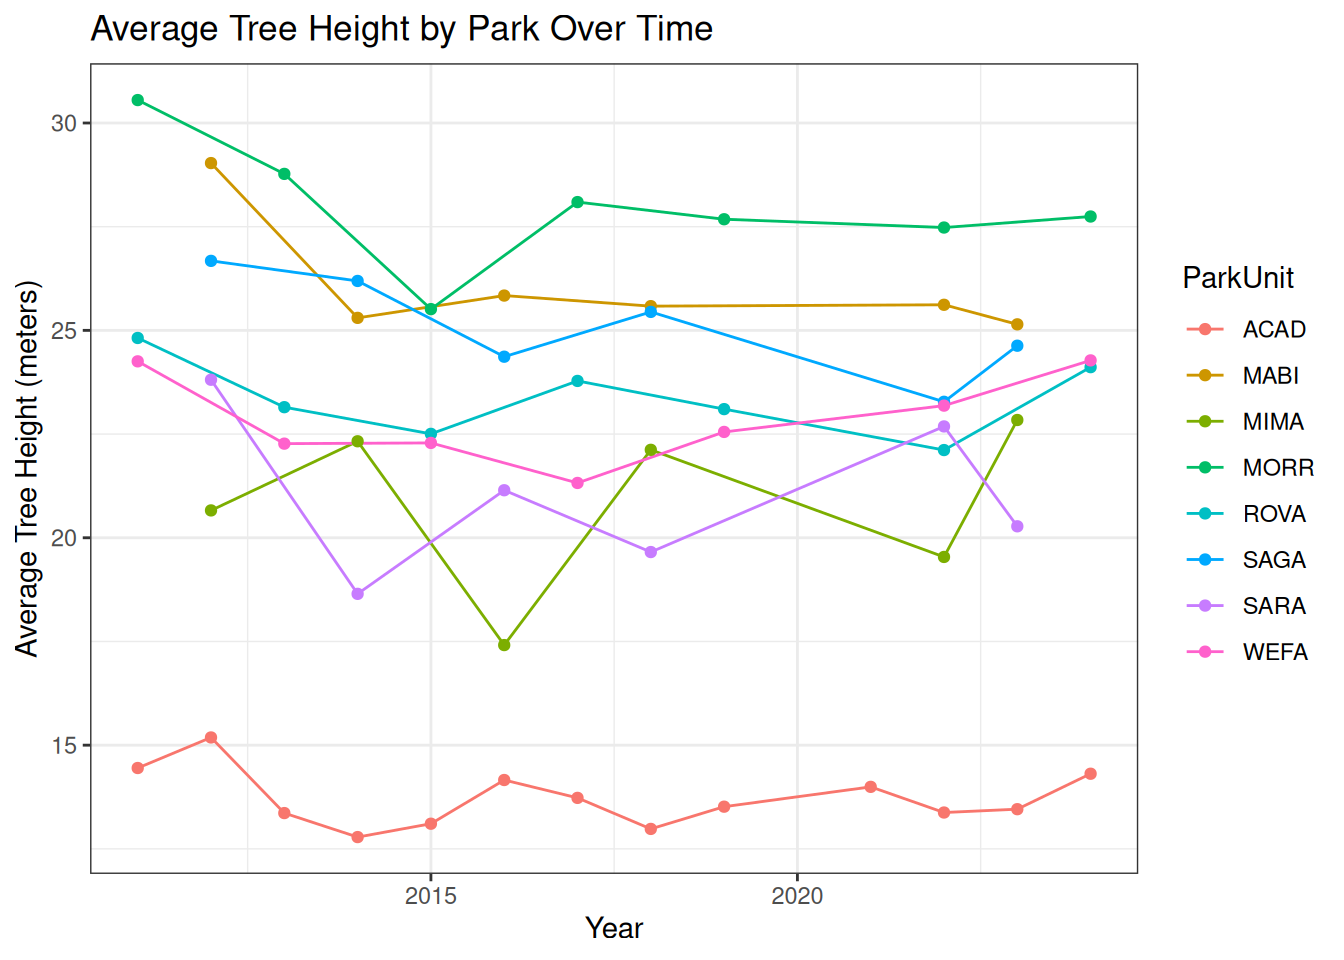 Average Tree Height by Park Over Time
Average Tree Height (meters)
30
25
20
15
2015
2020
Year
ParkUnit
ACAD
MABI
MIMA
MORR
ROVA
SAGA
SARA
WEFA